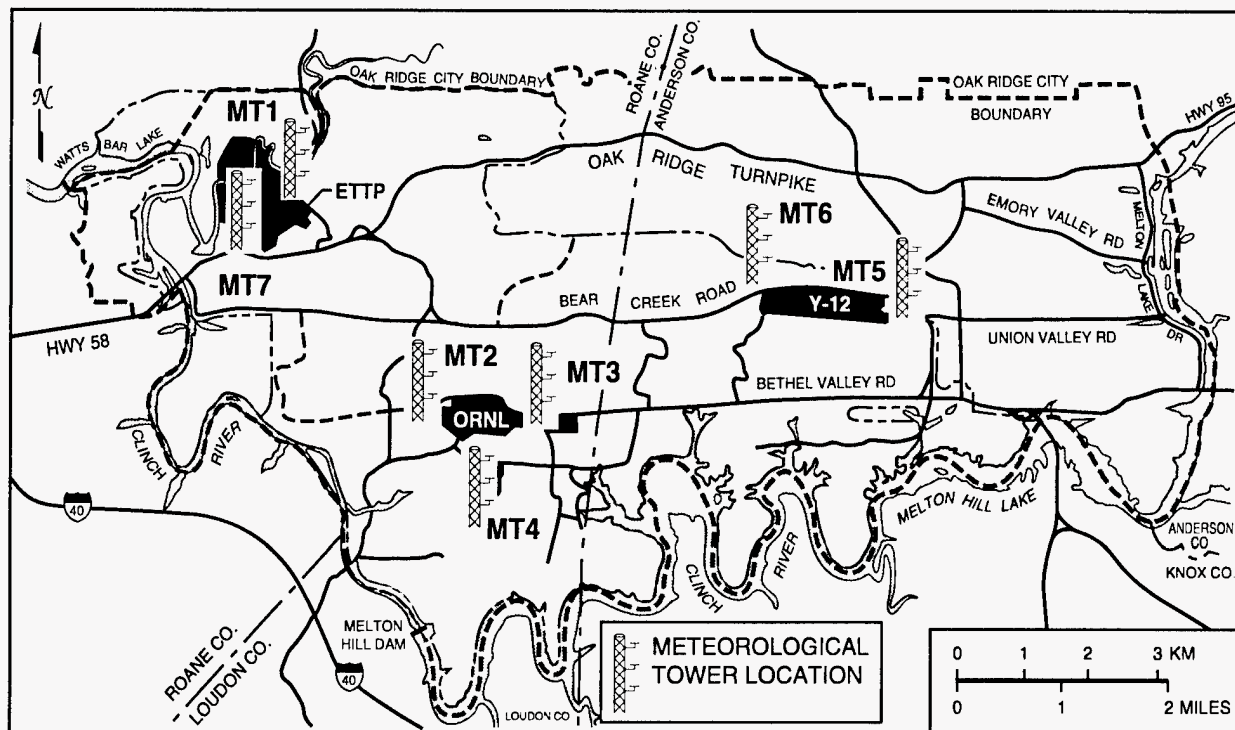 N
ROANE CO.
ANDERSON CO.
OAK RIDGE CITY BOUNDARY
OAK RIDGE CITY
BOUNDARY
HWY 95
MT1
WATTS
BAR LAKE
ETTP
OAK RIDGE TURNPIKE
EMORY VALLEY RD
MELTON
LAKE
DR
MT6
MT5
MT7
BEAR CREEK ROAD
Y-12
HWY 58
UNION VALLEY RD
MT2
MT3
BETHEL VALLEY RD
ORNL
CLINCH
RIVER
40
MT4
MELTON HILL LAKE
ANDERSON
CO
KNOX CO.
CLINCH
RIVER
MELTON
HILL DAM
ROANE CO.
LOUDON CO.
40
LOUDON CO
METEOROLOGICAL
TOWER LOCATION
0 1 2 3 KM
0 1 2 MILES